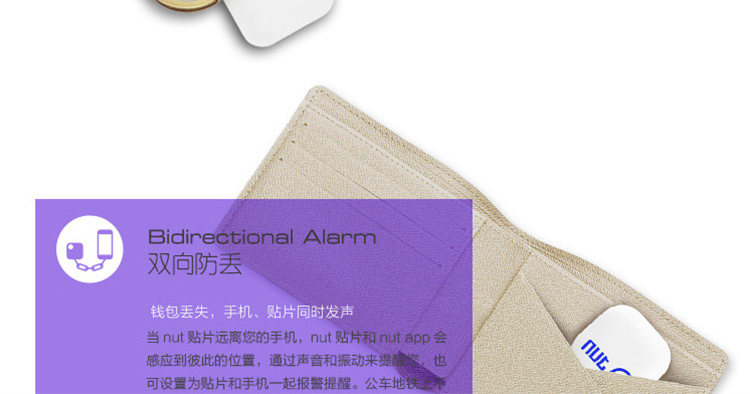 Bidirectional Alarm
双向防丢
钱包丢失，手机、贴片同时发声
当 nut 贴片远离您的手机，nut 贴片和 nut app 会
感应到彼此的位置，通过声音和振动来提醒您，也
可设置为贴片和手机一起报警提醒。公车地铁上不
nut